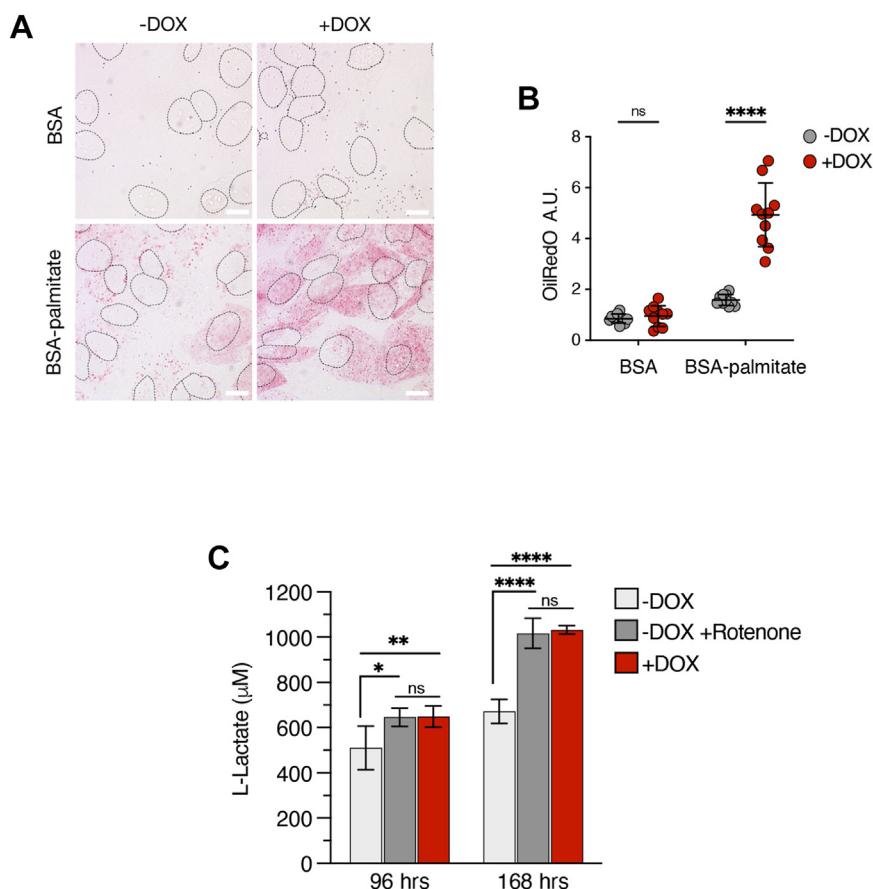 A
-DOX
+DOX
BSA
BSA-palmitate
B
ns
****
-DOX
+DOX
8
6
4
2
0
OilRedO A.U.
BSA
BSA-palmitate
C
****
****
ns
**
*
ns
1200
1000
800
600
400
200
0
L-Lactate (μM)
96 hrs
168 hrs
-DOX
-DOX +Rotenone
+DOX